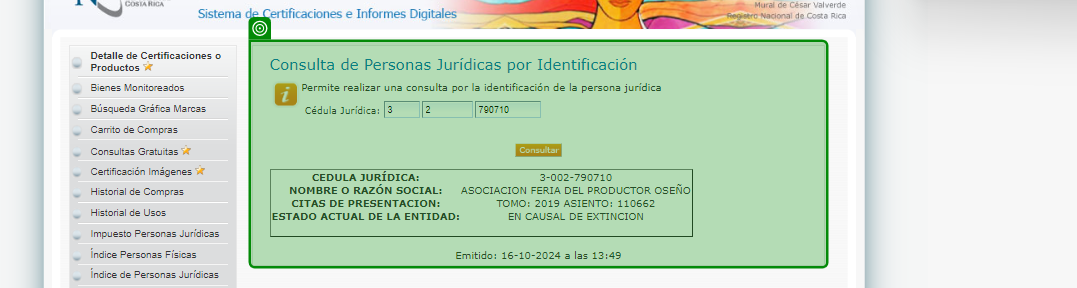 COSTA RICA
Sistema de Certificaciones e Informes Digitales
Mural de César Valverde
Registro Nacional de Costa Rica
Detalle de Certificaciones o
Productos
Bienes Monitoreados
Búsqueda Gráfica Marcas
Carrito de Compras
Consultas Gratuitas
Certificación Imágenes
Historial de Compras
Historial de Usos
Impuesto Personas Jurídicas
Índice Personas Físicas
Índice de Personas Jurídicas
Consulta de Personas Jurídicas por Identificación
i Permite realizar una consulta por la identificación de la persona jurídica
Cédula Jurídica: 3 2 790710
Consultar
CEDULA JURÍDICA: 3-002-790710
NOMBRE O RAZÓN SOCIAL: ASOCIACION FERIA DEL PRODUCTOR OSEÑO
CITAS DE PRESENTACION: TOMO: 2019 ASIENTO: 110662
ESTADO ACTUAL DE LA ENTIDAD: EN CAUSAL DE EXTINCION
Emitido: 16-10-2024 a las 13:49